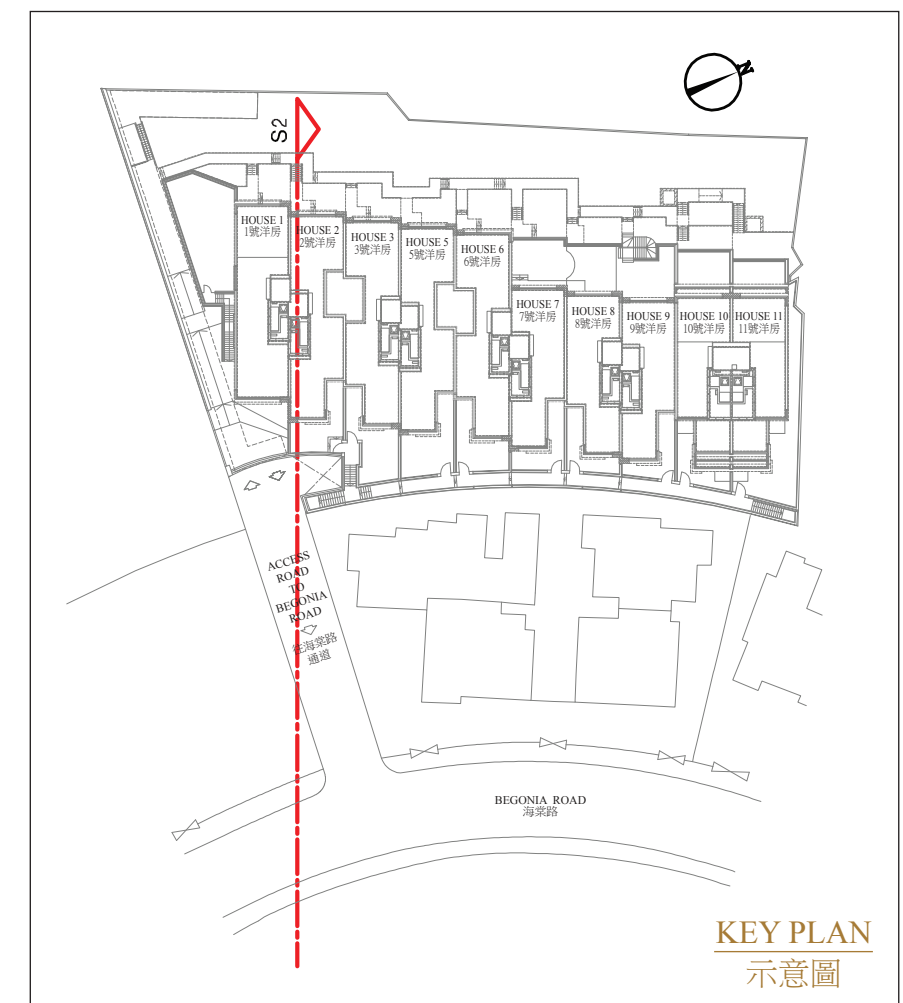 N
S2
HOUSE 1
1號洋房
HOUSE 2
2號洋房
HOUSE 3
3號洋房
HOUSE 5
5號洋房
HOUSE 6
6號洋房
HOUSE 7
7號洋房
HOUSE 8
8號洋房
HOUSE 9
9號洋房
HOUSE 10
10號洋房
HOUSE 11
11號洋房
ACCESS
ROAD
TO
BEGONIA
ROAD
往海棠路
通道
BEGONIA ROAD
海棠路
KEY PLAN
示意圖